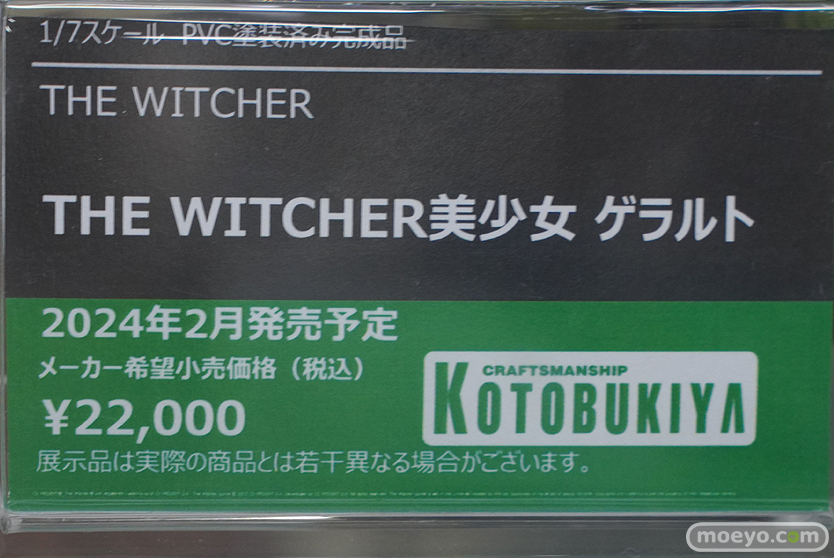 1/7スケール PVC塗装済み完成品
THE WITCHER
THE WITCHER美少女 ゲラルト
2024年2月発売予定
メーカー希望小売価格（税込）
¥22,000
CRAFTSMANSHIP
KOTOBUKIYA
展示品は実際の商品とは若干異なる場合がございます。
moeyo.com